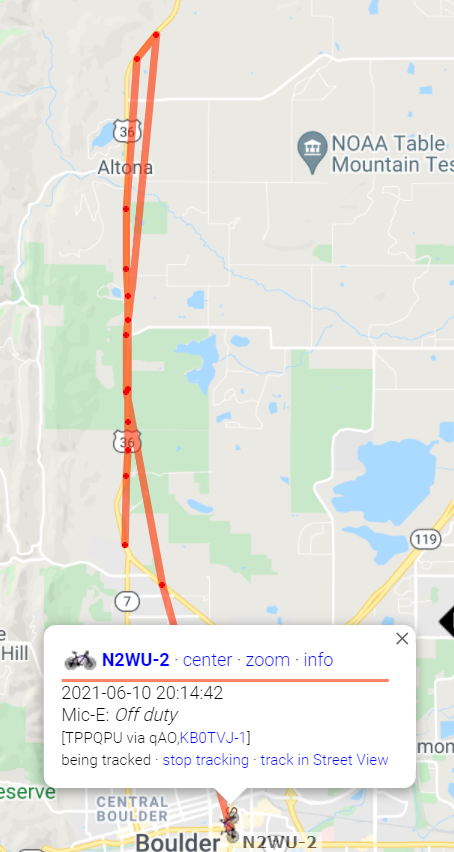 36
NOAA Table
Mountain Tes
Altona
36
119
7
e
Hill
N2WU-2 · center · zoom · info
2021-06-10 20:14:42
Mic-E: Off duty
[TPPQPU via qAO,KB0TVJ-1]
being tracked · stop tracking · track in Street View
mon
eserve
CENTRAL
BOULDER
Boulder
N2WU-2